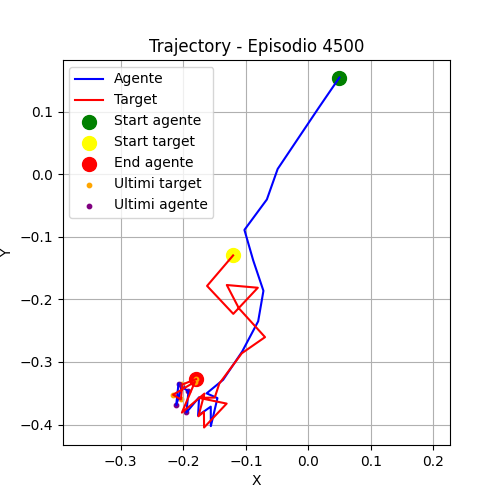 Trajectory - Episodio 4500
Agente
Target
Start agente
Start target
End agente
Ultimi target
Ultimi agente
0.1
0.0
−0.1
−0.2
−0.3
−0.4
Y
−0.3
−0.2
−0.1
0.0
0.1
0.2
X